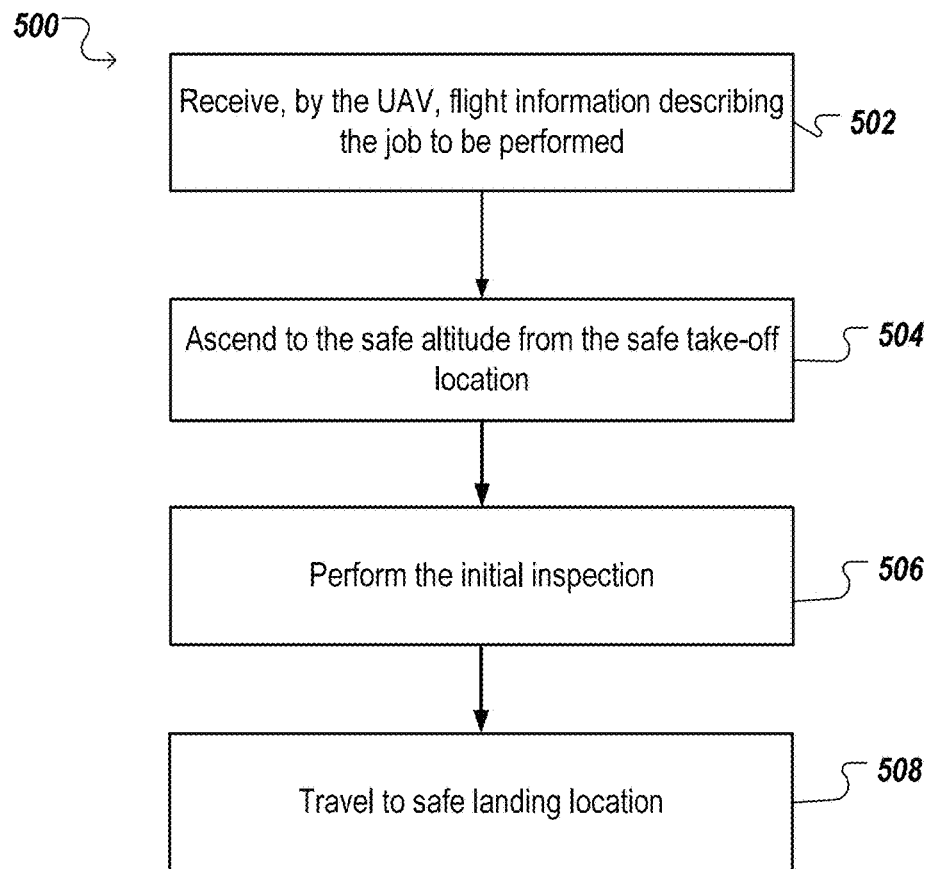 500
Receive, by the UAV, flight information describing
the job to be performed
502
Ascend to the safe altitude from the safe take-off
location
504
Perform the initial inspection
506
Travel to safe landing location
508